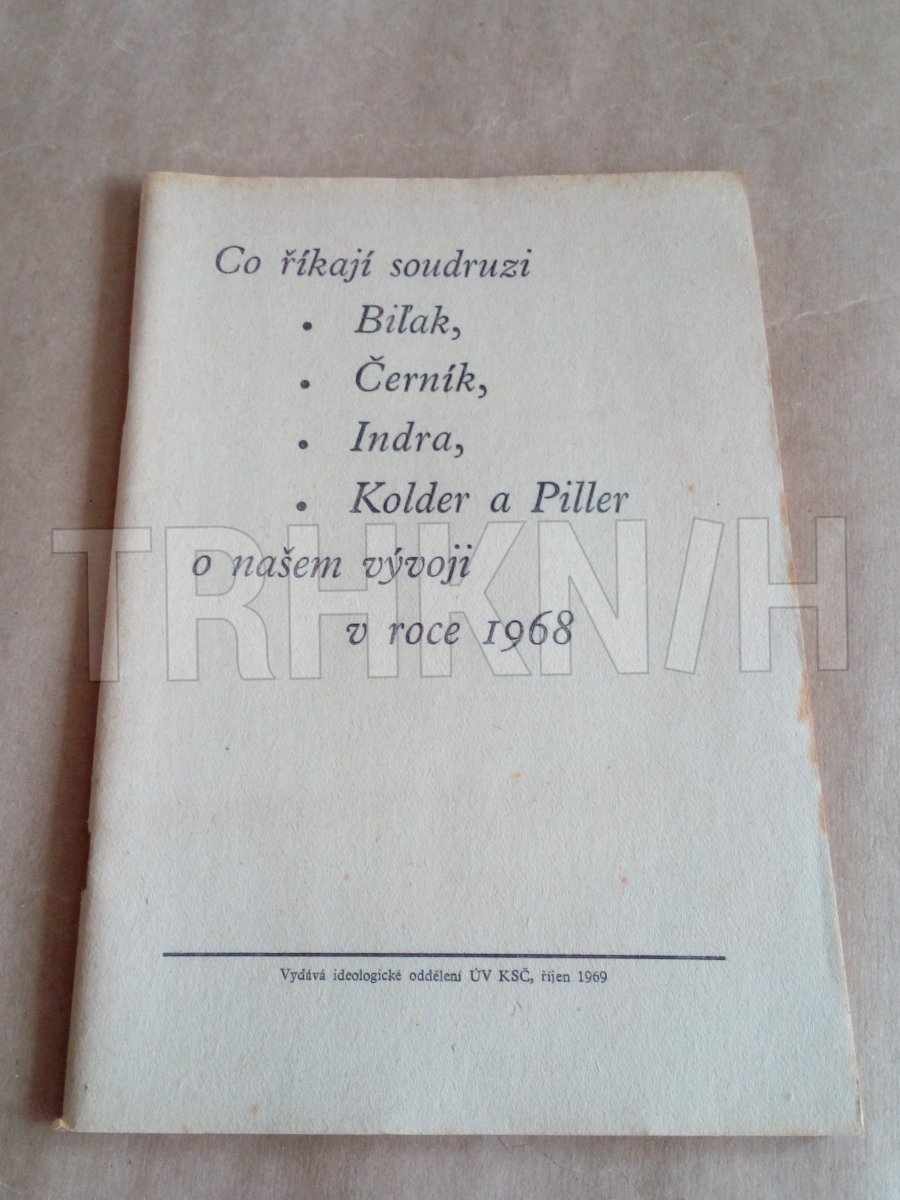 Co říkají soudruzi
• Biľak,
• Černík,
• Indra,
• Kolder a Piller
o našem vývoji
v roce 1968
TRHKNIH
Vydává ideologické oddělení ÚV KSČ, říjen 1969